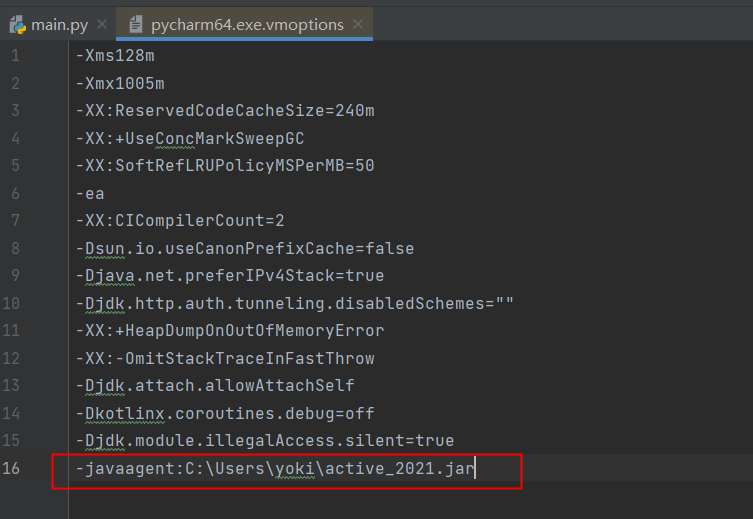 main.py
pycharm64.exe.vmoptions
1 -Xms128m
2 -Xmx1005m
3 -XX:ReservedCodeCacheSize=240m
4 -XX:+UseConcMarkSweepGC
5 -XX:SoftRefLRUPolicyMSPerMB=50
6 -ea
7 -XX:CICompilerCount=2
8 -Dsun.io.useCanonPrefixCache=false
9 -Djava.net.preferIPv4Stack=true
10 -Djdk.http.auth.tunneling.disabledSchemes=""
11 -XX:+HeapDumpOnOutOfMemoryError
12 -XX:-OmitStackTraceInFastThrow
13 -Djdk.attach.allowAttachSelf
14 -Dkotlinx.coroutines.debug=off
15 -Djdk.module.illegalAccess.silent=true
16 -javaagent:C:\Users\yoki\active_2021.jar